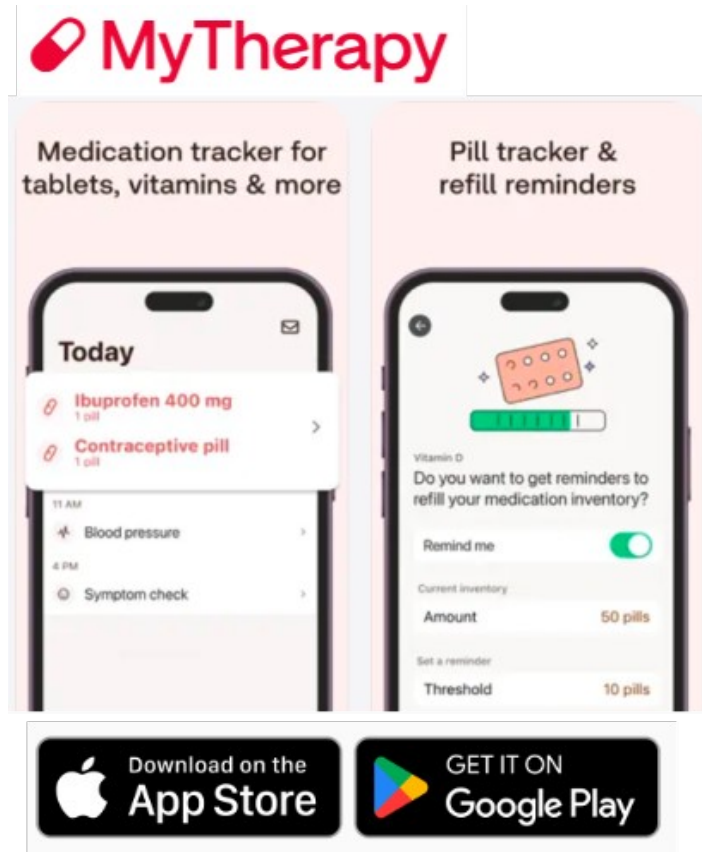 MyTherapy
Medication tracker for
tablets, vitamins & more
Today
Ibuprofen 400 mg
1 pill
Contraceptive pill
1 pill
11 AM
Blood pressure
4 PM
Symptom check
Pill tracker &
refill reminders
Vitamin D
Do you want to get reminders to
refill your medication inventory?
Remind me
Current inventory
Amount 50 pills
Set a reminder
Threshold 10 pills
Download on the
App Store
GET IT ON
Google Play